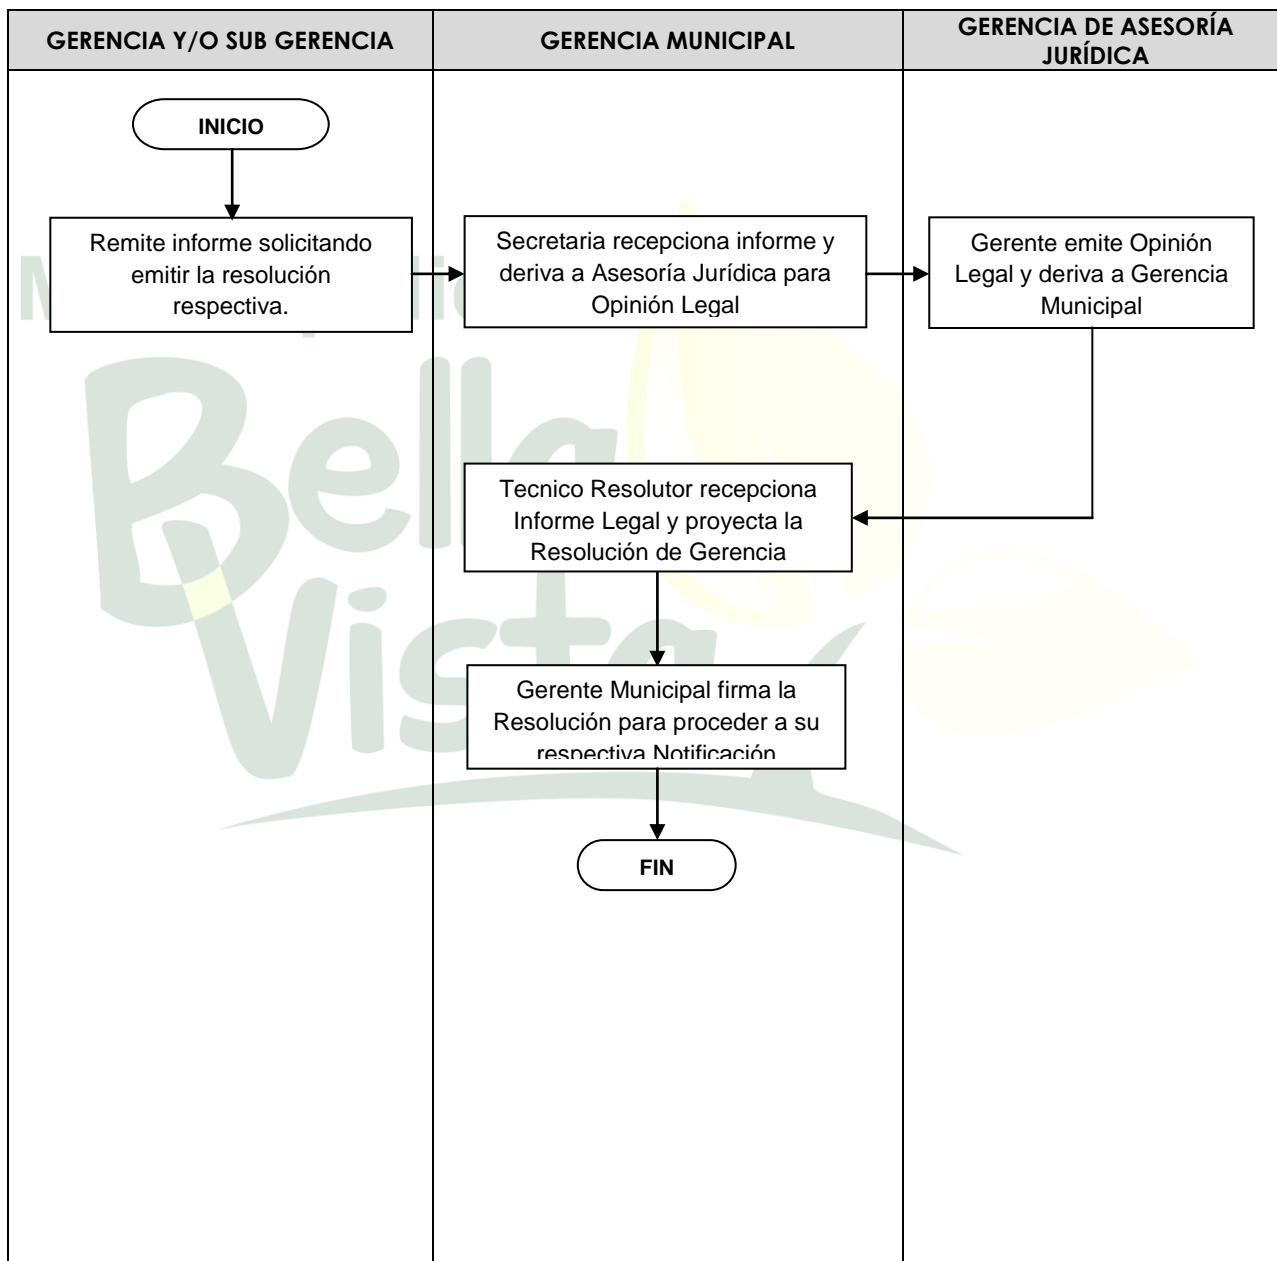 GERENCIA Y/O SUB GERENCIA
GERENCIA MUNICIPAL
GERENCIA DE ASESORÍA
JURÍDICA
INICIO
Remite informe solicitando
emitir la resolución
respectiva.
Secretaria recepciona informe y
deriva a Asesoría Jurídica para
Opinión Legal
Gerente emite Opinión
Legal y deriva a Gerencia
Municipal
Tecnico Resolutor recepciona
Informe Legal y proyecta la
Resolución de Gerencia
Gerente Municipal firma la
Resolución para proceder a su
respectiva Notificación
FIN
Bella
Vista